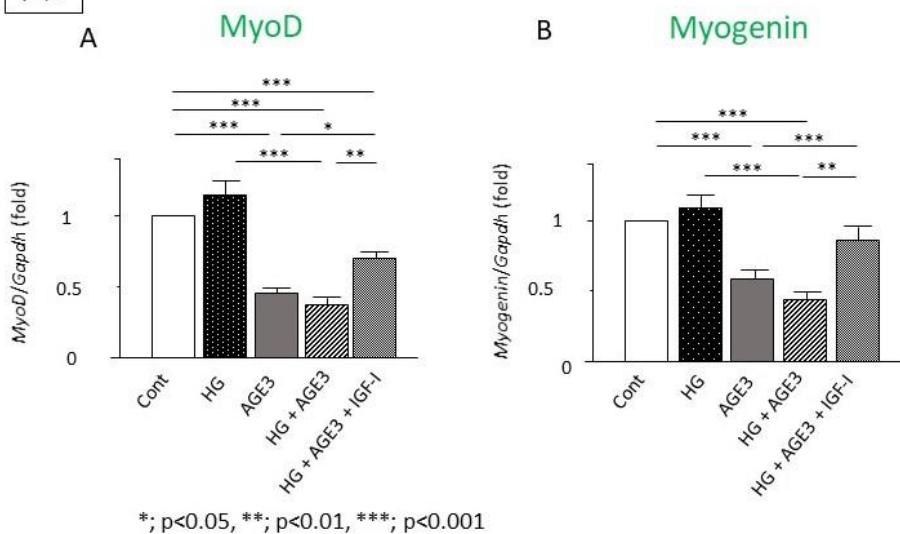 A
MyoD
***
***
***
*
***
**
MyoD/Gapdh (fold)
1
0.5
0
Cont
HG
AGE3
HG + AGE3
HG + AGE3 + IGF-I
B
Myogenin
***
***
***
***
**
Myogenin/Gapdh (fold)
1
0.5
0
Cont
HG
AGE3
HG + AGE3
HG + AGE3 + IGF-I
*; p<0.05, **; p<0.01, ***; p<0.001